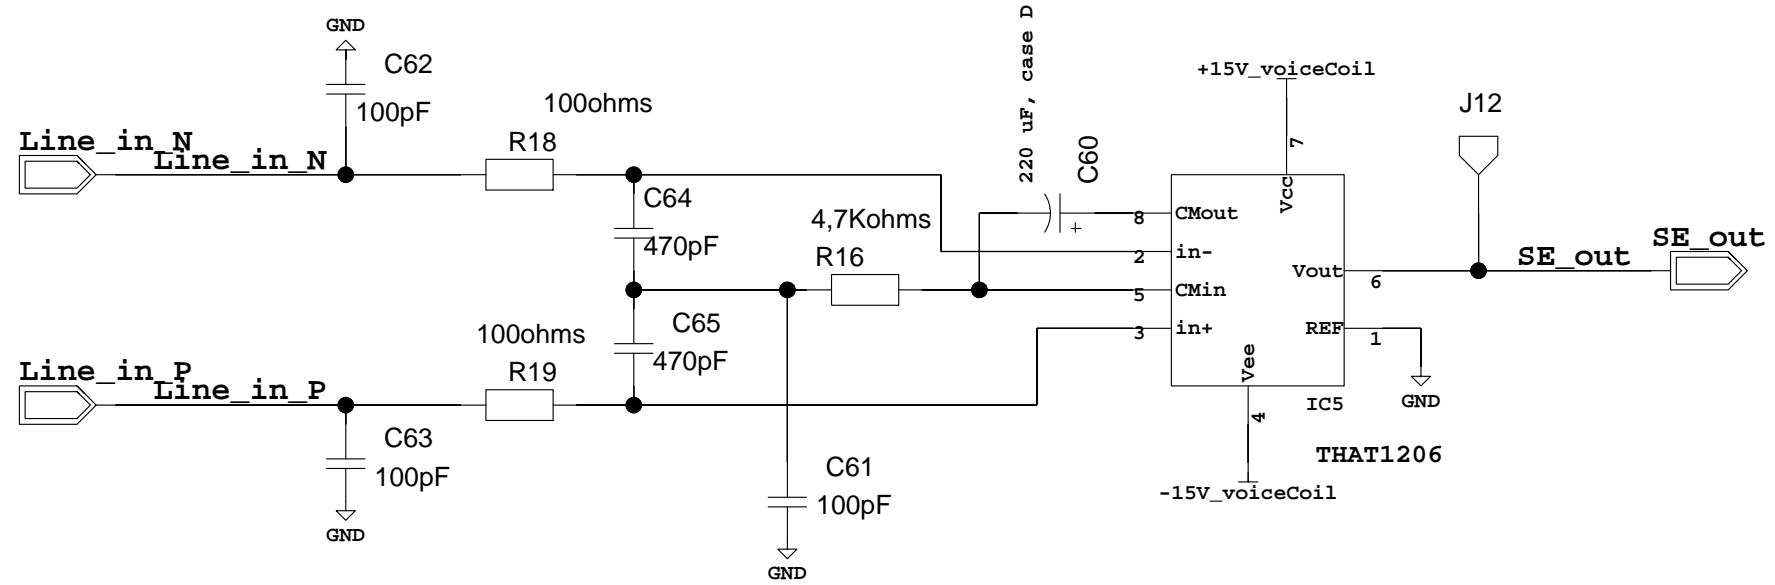 GND
C62
100pF
100ohms
R18
Line_in_N
Line_in_N
C64
470pF
4,7Kohms
R16
220 uF, case D
C60
+
+15V_voiceCoil
7
Vcc
J12
8
CMout
2
in-
5
CMin
3
in+
Vout
6
SE_out
SE_out
REF
1
GND
Vee
4
IC5
THAT1206
-15V_voiceCoil
C65
470pF
100ohms
R19
Line_in_P
Line_in_P
C63
100pF
GND
C61
100pF
GND